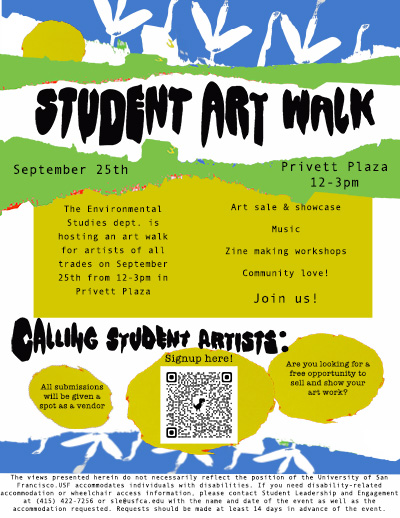 STUDENT ART WALK
September 25th
Privett Plaza
12-3pm
The Environmental
Studies dept. is
hosting an art walk
for artists of all
trades on September
25th from 12-3pm in
Privett Plaza
Art sale & showcase
Music
Zine making workshops
Community love!
Join us!
CALLING STUDENT ARTISTS:
Signup here!
All submissions
will be given a
spot as a vendor
Are you looking for a
free opportunity to
sell and show your
art work?
The views presented herein do not necessarily reflect the position of the University of San
Francisco.USF accommodates individuals with disabilities. If you need disability-related
accommodation or wheelchair access information, please contact Student Leadership and Engagement
at (415) 422-7256 or sle@usfca.edu with the name and date of the event as well as the
accommodation requested. Requests should be made at least 14 days in advance of the event.